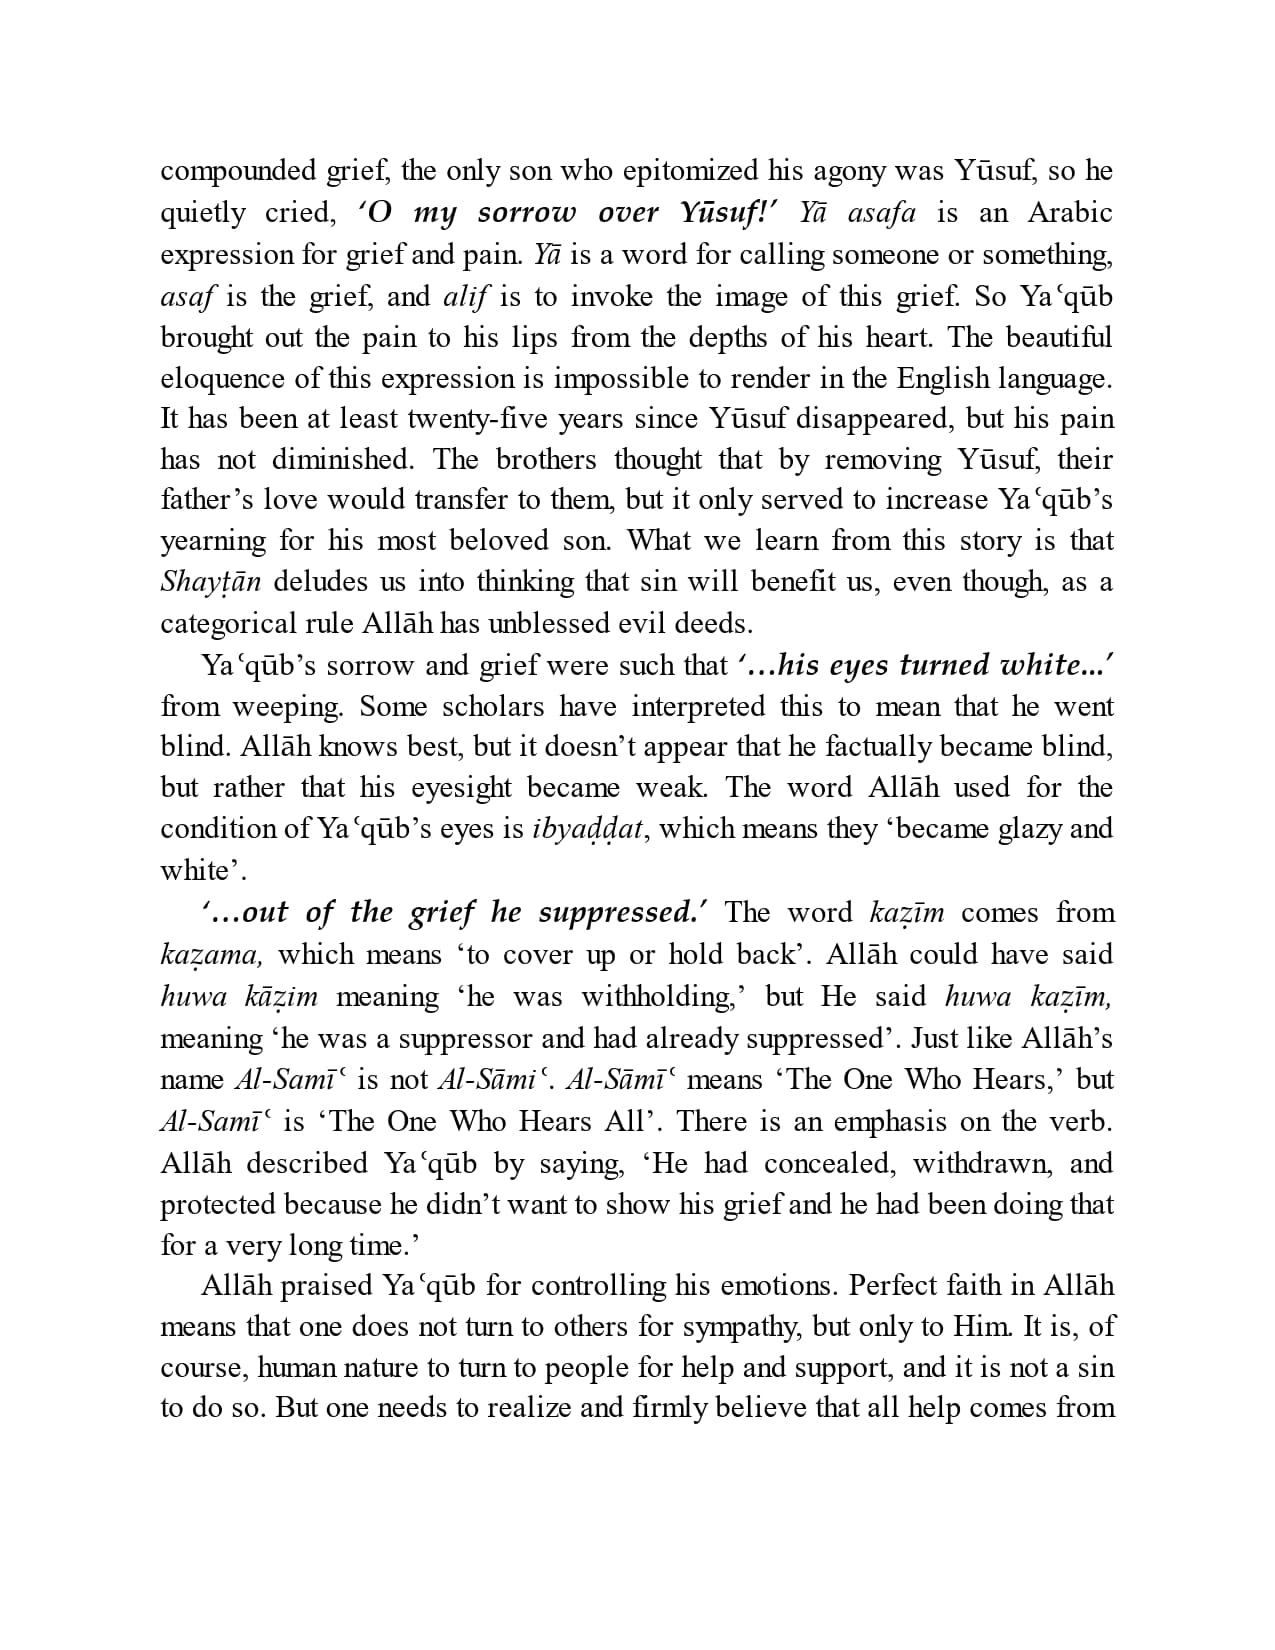 compounded grief, the only son who epitomized his agony was Yūsuf, so he
quietly cried, ‘O my sorrow over Yūsuf!’ Yā asafa is an Arabic
expression for grief and pain. Yā is a word for calling someone or something,
asaf is the grief, and alif is to invoke the image of this grief. So Yaʿqūb
brought out the pain to his lips from the depths of his heart. The beautiful
eloquence of this expression is impossible to render in the English language.
It has been at least twenty-five years since Yūsuf disappeared, but his pain
has not diminished. The brothers thought that by removing Yūsuf, their
father’s love would transfer to them, but it only served to increase Yaʿqūb’s
yearning for his most beloved son. What we learn from this story is that
Shayṭān deludes us into thinking that sin will benefit us, even though, as a
categorical rule Allāh has unblessed evil deeds.
Yaʿqūb’s sorrow and grief were such that ‘…his eyes turned white...’
from weeping. Some scholars have interpreted this to mean that he went
blind. Allāh knows best, but it doesn’t appear that he factually became blind,
but rather that his eyesight became weak. The word Allāh used for the
condition of Yaʿqūb’s eyes is ibyaḍḍat, which means they ‘became glazy and
white’.
‘…out of the grief he suppressed.’ The word kaẓīm comes from
kaẓama, which means ‘to cover up or hold back’. Allāh could have said
huwa kāẓim meaning ‘he was withholding,’ but He said huwa kaẓīm,
meaning ‘he was a suppressor and had already suppressed’. Just like Allāh’s
name Al-Samīʿ is not Al-Sāmiʿ. Al-Sāmīʿ means ‘The One Who Hears,’ but
Al-Samīʿ is ‘The One Who Hears All’. There is an emphasis on the verb.
Allāh described Yaʿqūb by saying, ‘He had concealed, withdrawn, and
protected because he didn’t want to show his grief and he had been doing that
for a very long time.’
Allāh praised Yaʿqūb for controlling his emotions. Perfect faith in Allāh
means that one does not turn to others for sympathy, but only to Him. It is, of
course, human nature to turn to people for help and support, and it is not a sin
to do so. But one needs to realize and firmly believe that all help comes from